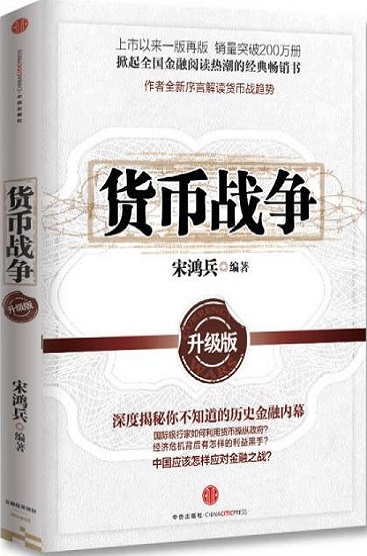 上市以来一版再版 销量突破200万册
掀起全国金融阅读热潮的经典畅销书
作者全新序言解读货币战趋势
货币战争
宋鸿兵 编著
升级版
深度揭秘你不知道的历史金融内幕
国际银行家如何利用货币操纵政府?
经济危机背后有怎样的利益黑手?
中国应该怎样应对金融之战?
中信出版社·CHINACITICPRESS
货币战争
升级版
宋鸿兵
编著